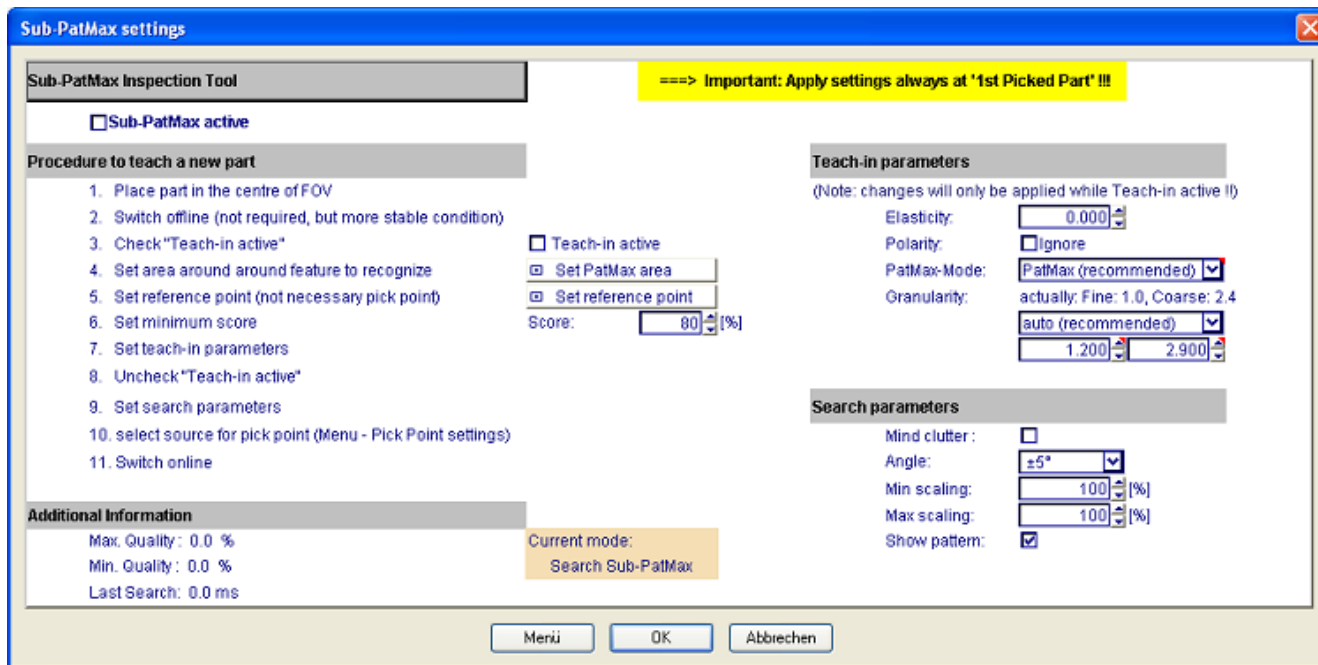 Sub-PatMax settings
Sub-PatMax Inspection Tool
===> Important: Apply settings always at '1st Picked Part' !!!
Sub-PatMax active
Procedure to teach a new part
1. Place part in the centre of FOV
2. Switch offline (not required, but more stable condition)
3. Check "Teach-in active"
Teach-in active
4. Set area around around feature to recognize
Set PatMax area
5. Set reference point (not necessary pick point)
Set reference point
6. Set minimum score
Score: 80 [%]
7. Set teach-in parameters
8. Uncheck "Teach-in active"
9. Set search parameters
10. select source for pick point (Menu - Pick Point settings)
11. Switch online
Teach-in parameters
(Note: changes will only be applied while Teach-in active !!)
Elasticity: 0.000
Polarity: Ignore
PatMax-Mode: PatMax (recommended)
Granularity: actually: Fine: 1.0, Coarse: 2.4
auto (recommended)
1.200 2.900
Search parameters
Mind clutter :
Angle: ±5°
Min scaling: 100 [%]
Max scaling: 100 [%]
Show pattern:
Additional Information
Max. Quality : 0.0 %
Min. Quality : 0.0 %
Last Search: 0.0 ms
Current mode:
Search Sub-PatMax
Menü OK Abbrechen